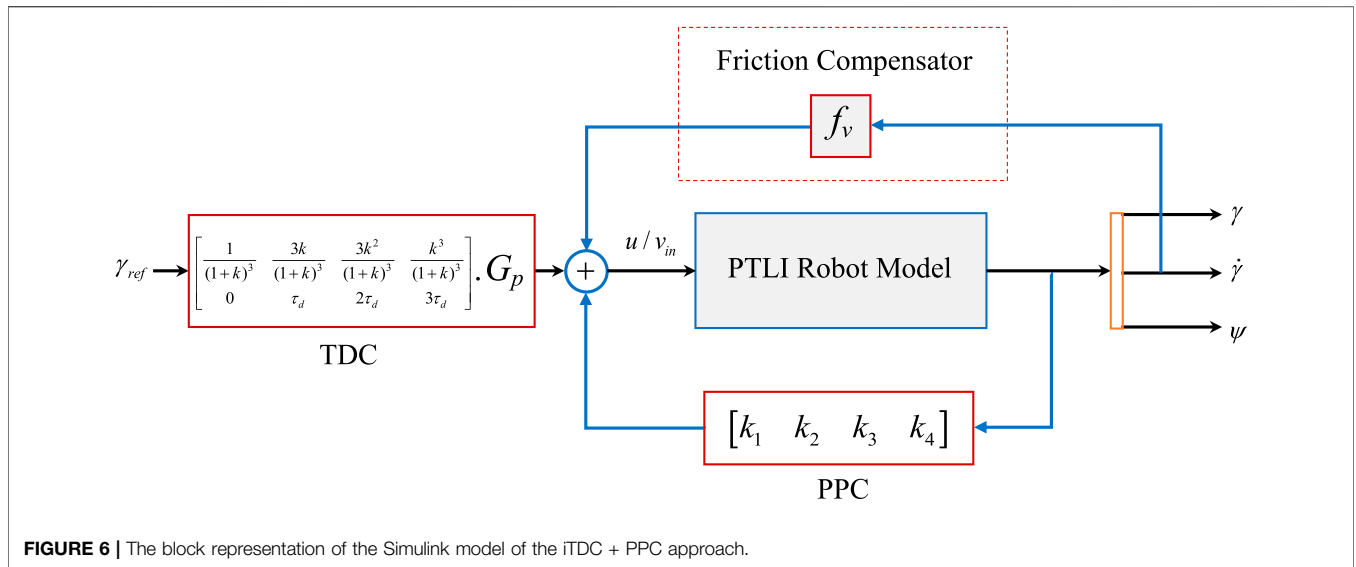 Friction Compensator
f_v
γ_ref
[ 1/(1+k)^3 3k/(1+k)^3 3k^2/(1+k)^3 k^3/(1+k)^3
0 τ_d 2τ_d 3τ_d ] . G_p
TDC
+
u / v_in
PTLI Robot Model
γ
γ̇
ψ
[k_1 k_2 k_3 k_4]
PPC
FIGURE 6 | The block representation of the Simulink model of the iTDC + PPC approach.